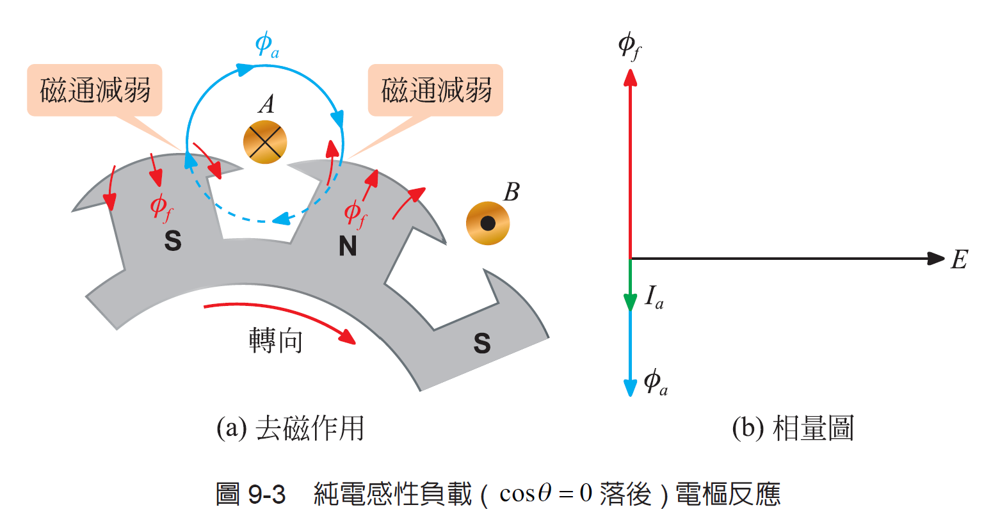 ϕa
磁通減弱
磁通減弱
A
B
ϕf
ϕf
S
N
S
轉向
(a) 去磁作用
ϕf
E
Ia
ϕa
(b) 相量圖
圖 9-3 純電感性負載 ( cosθ = 0 落後 ) 電樞反應